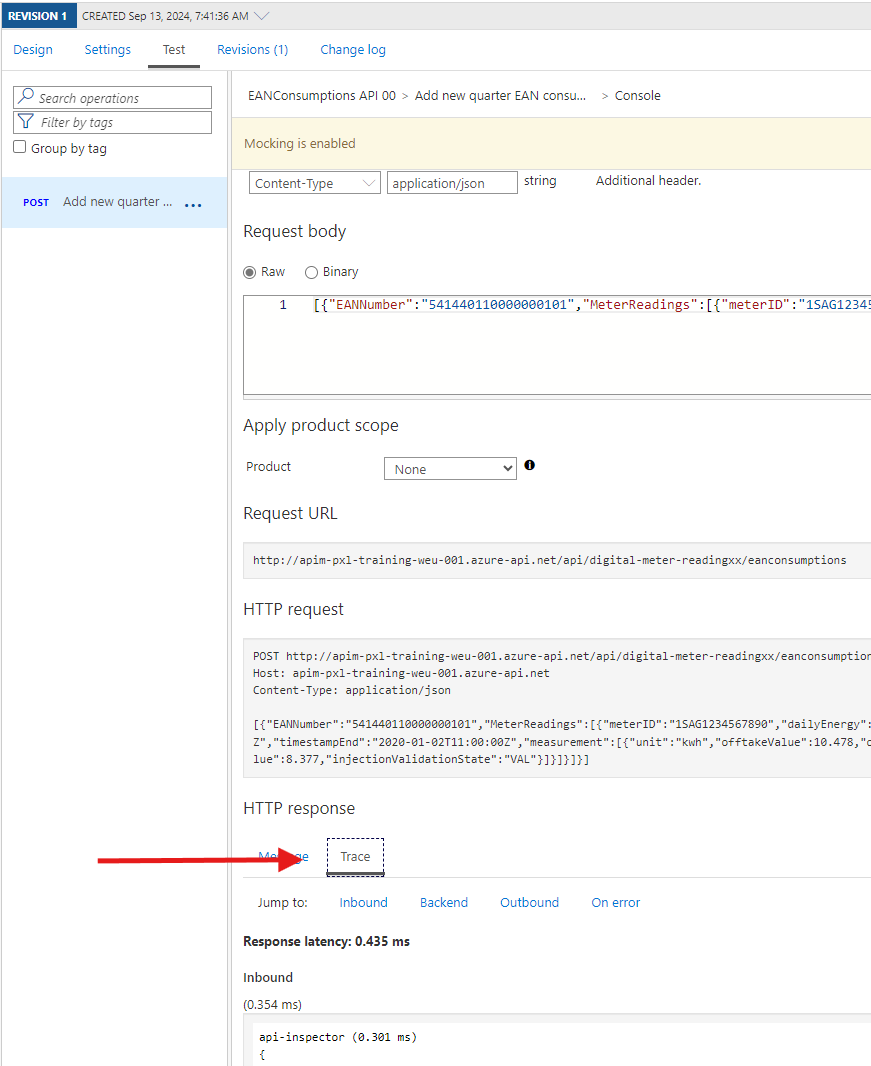 REVISION 1 CREATED Sep 13, 2024, 7:41:36 AM
Design Settings Test Revisions (1) Change log
Search operations
Filter by tags
Group by tag
POST Add new quarter ... ...
EANConsumptions API 00 > Add new quarter EAN consu... > Console
Mocking is enabled
Content-Type application/json string Additional header.
Request body
Raw Binary
1 [{"EANNumber":"541440110000000101","MeterReadings":[{"meterID":"1SAG12345
Apply product scope
Product None
Request URL
http://apim-pxl-training-weu-001.azure-api.net/api/digital-meter-readingxx/eanconsumptions
HTTP request
POST http://apim-pxl-training-weu-001.azure-api.net/api/digital-meter-readingxx/eanconsumption
Host: apim-pxl-training-weu-001.azure-api.net
Content-Type: application/json
[{"EANNumber":"541440110000000101","MeterReadings":[{"meterID":"1SAG1234567890","dailyEnergy":
Z","timestampEnd":"2020-01-02T11:00:00Z","measurement":[{"unit":"kwh","offtakeValue":10.478,"o
lue":8.377,"injectionValidationState":"VAL"}]}]}]
HTTP response
Message Trace
Jump to: Inbound Backend Outbound On error
Response latency: 0.435 ms
Inbound
(0.354 ms)
api-inspector (0.301 ms)
{